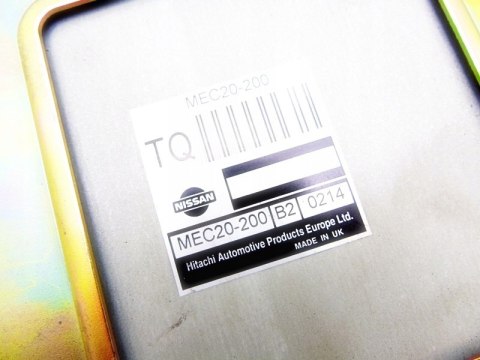 MEC20-200
TQ
NISSAN
MEC20-200 B2 0214
Hitachi Automotive Products Europe Ltd.
MADE IN UK